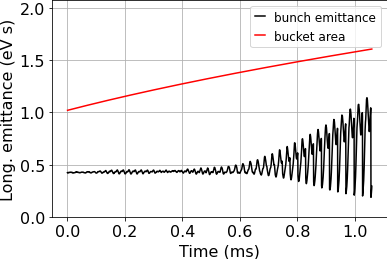 2.0
1.5
1.0
0.5
0.0
Long. emittance (eV s)
bunch emittance
bucket area
0.0 0.2 0.4 0.6 0.8 1.0
Time (ms)